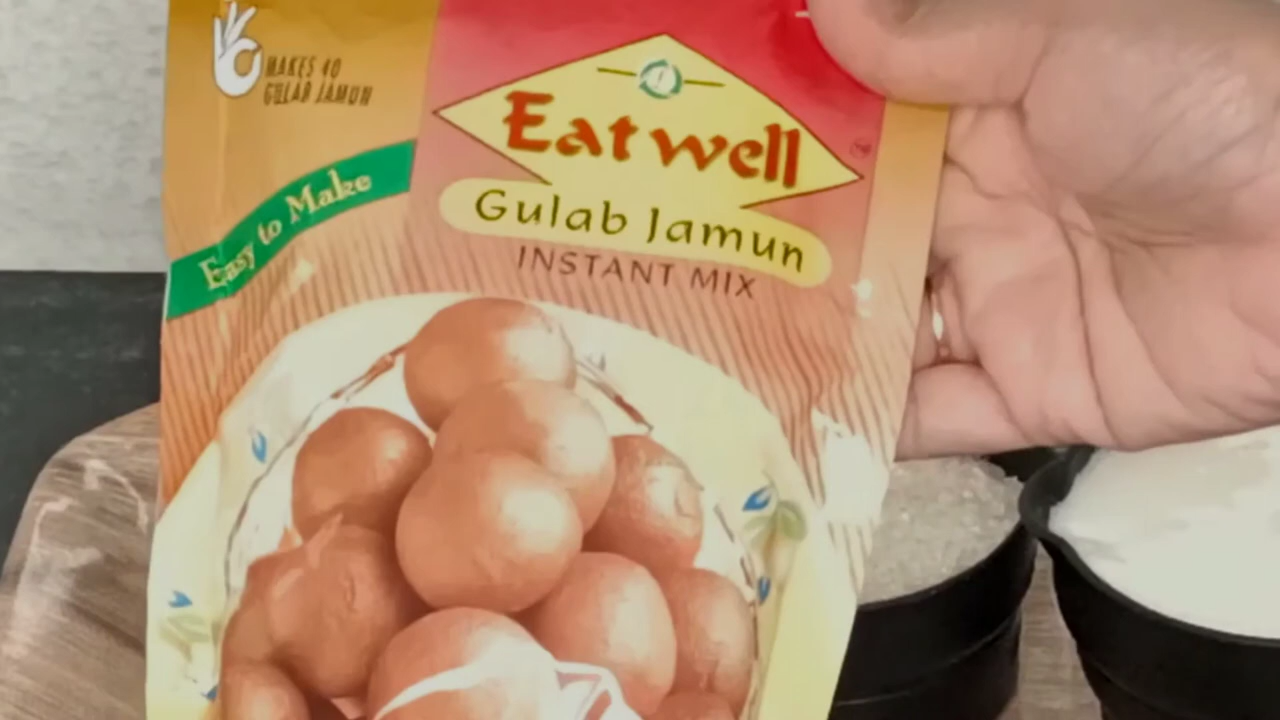 MAKES 40
GULAB JAMUN
Easy to Make
Eat well
Gulab Jamun
INSTANT MIX